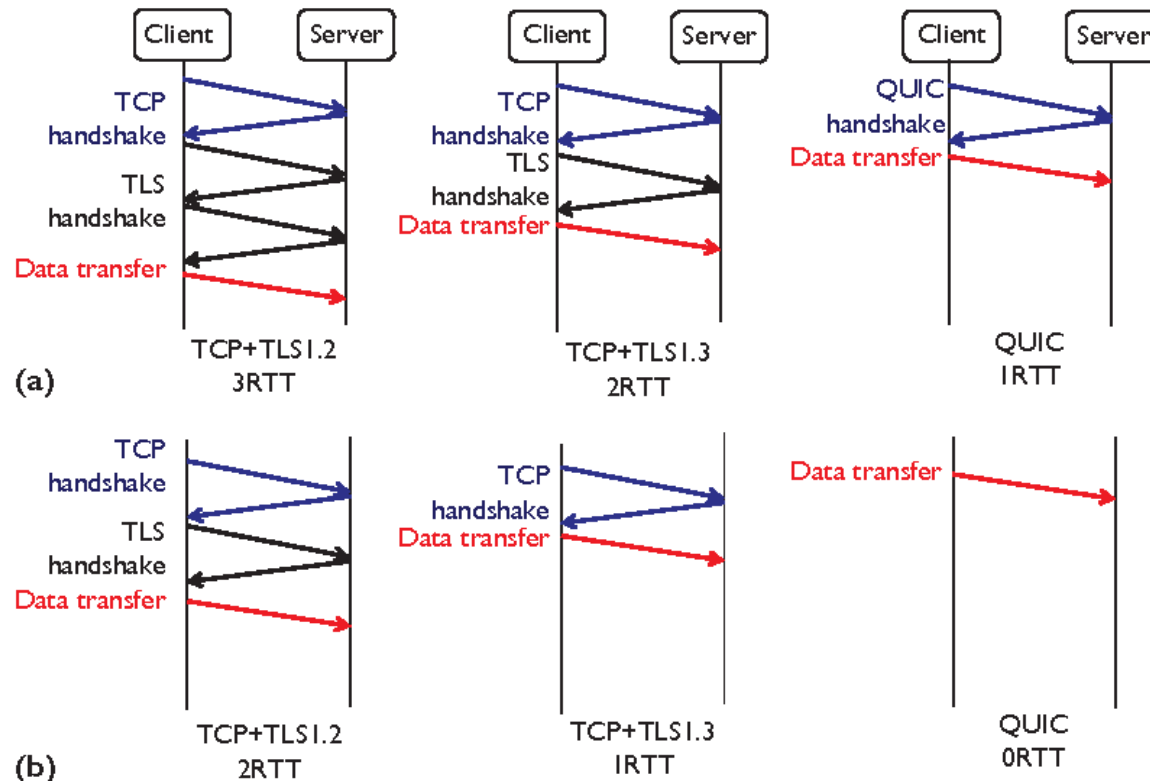 Client
Server
TCP
handshake
TLS
handshake
Data transfer
TCP+TLS1.2
3RTT
Client
Server
TCP
handshake
TLS
handshake
Data transfer
TCP+TLS1.3
2RTT
Client
Server
QUIC
handshake
Data transfer
QUIC
1RTT
(a)
TCP
handshake
TLS
handshake
Data transfer
TCP+TLS1.2
2RTT
TCP
handshake
Data transfer
TCP+TLS1.3
1RTT
Data transfer
QUIC
0RTT
(b)